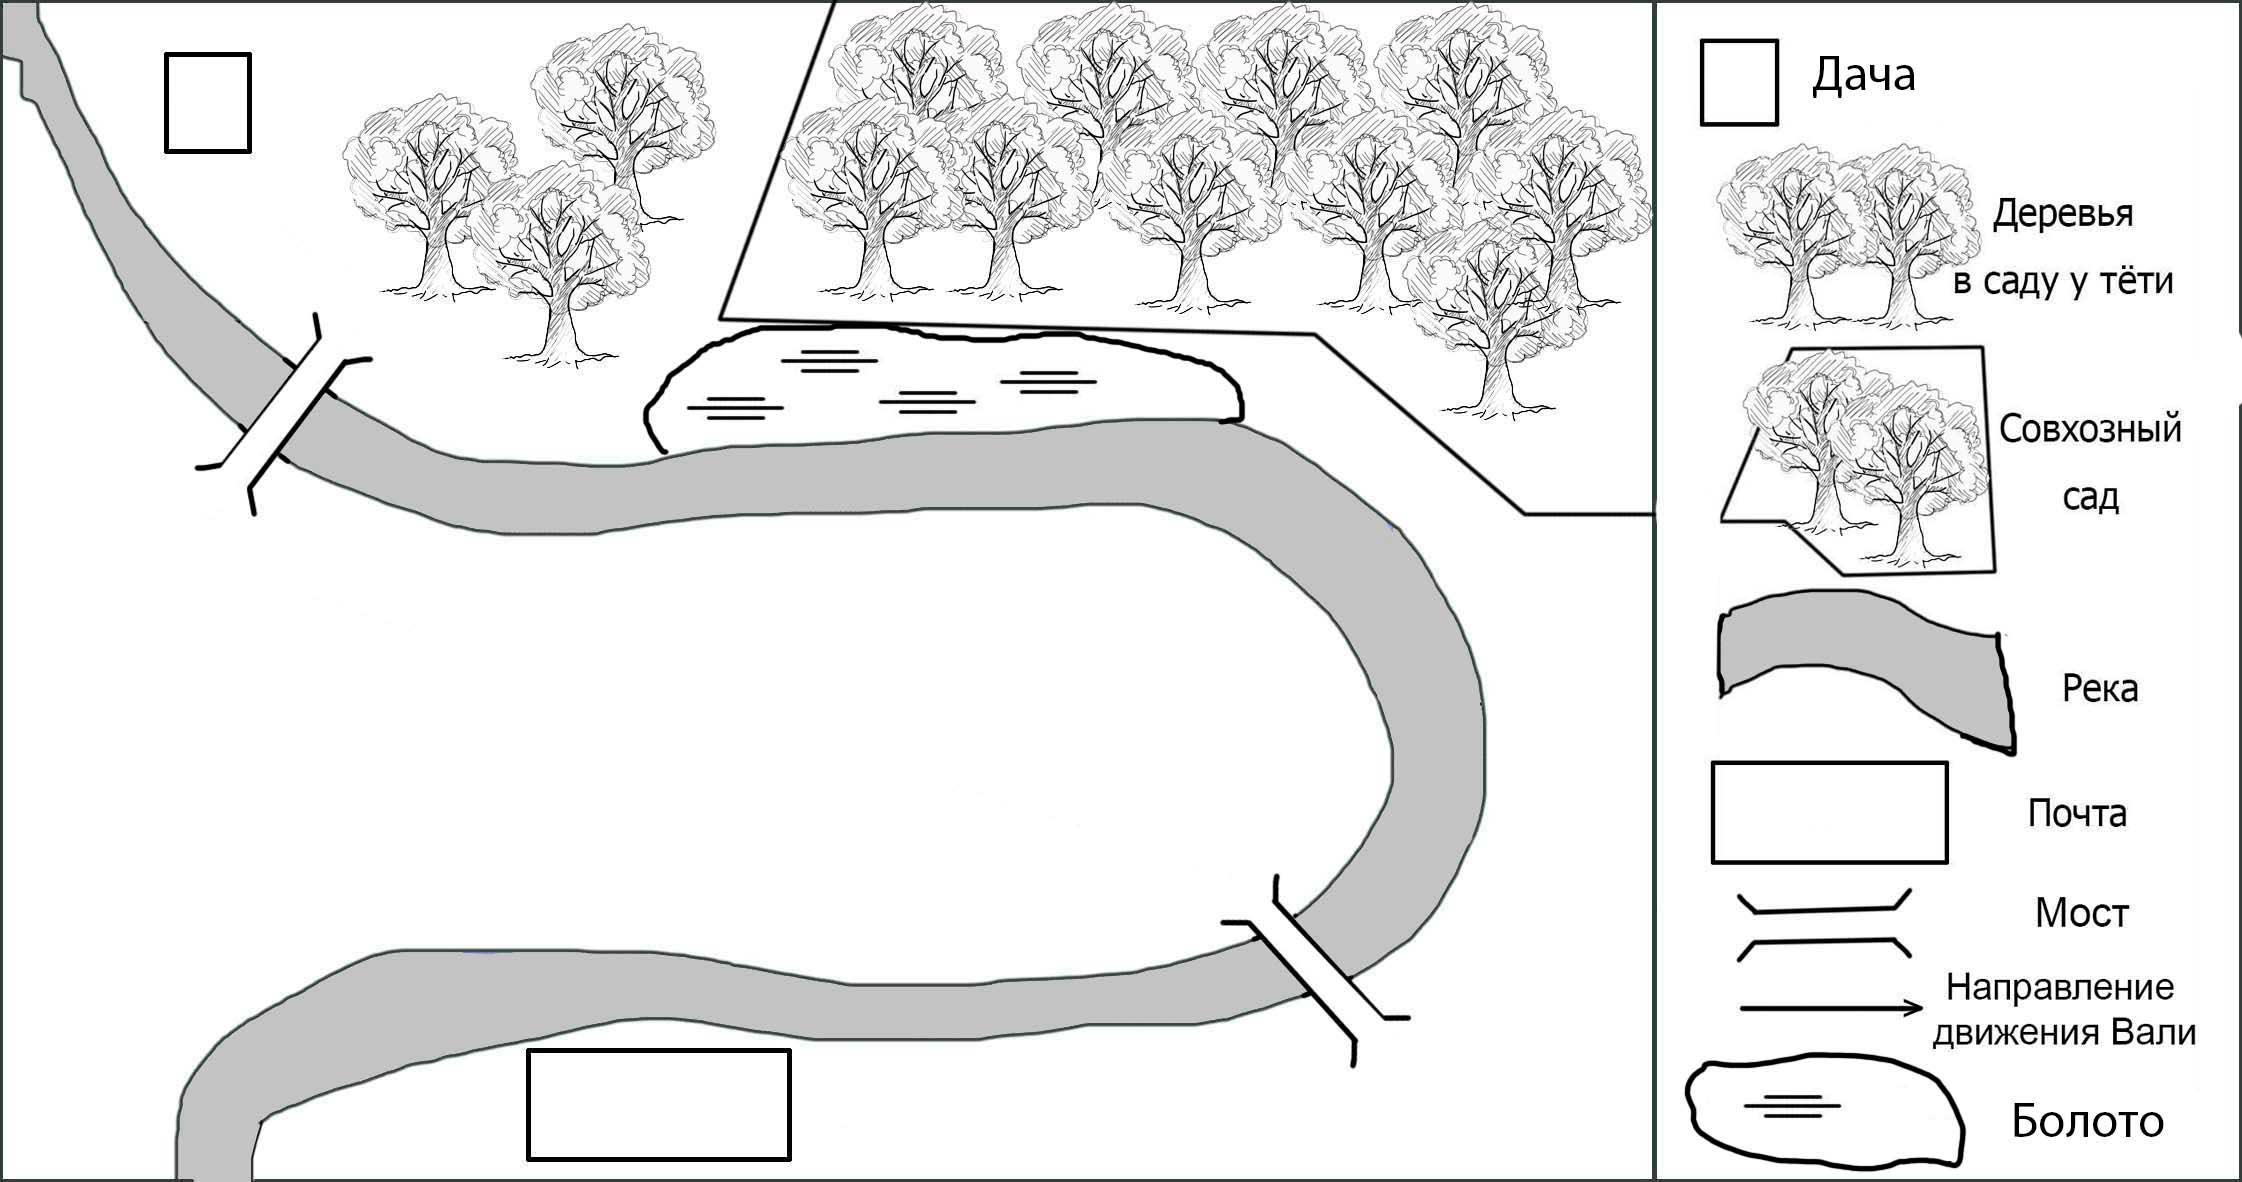 Дача
Деревья
в саду у тёти
Совхозный
сад
Река
Почта
Мост
Направление
движения Вали
Болото